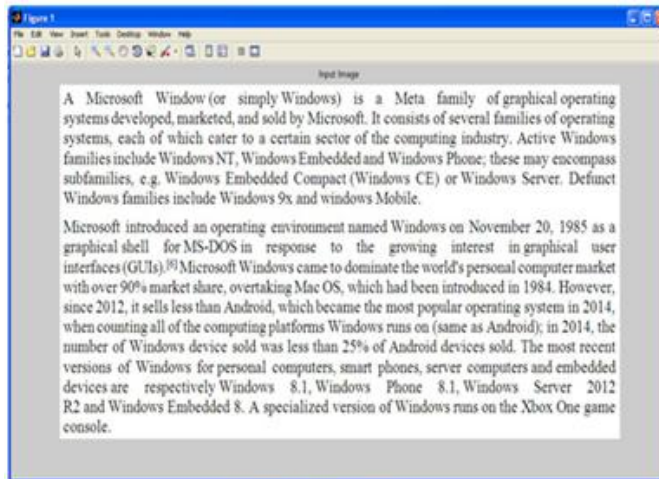 Figure 1
File Edit View Insert Tools Desktop Window Help
Input Image
A Microsoft Window (or simply Windows) is a Meta family of graphical operating
systems developed, marketed, and sold by Microsoft. It consists of several families of operating
systems, each of which cater to a certain sector of the computing industry. Active Windows
families include Windows NT, Windows Embedded and Windows Phone; these may encompass
subfamilies, e.g. Windows Embedded Compact (Windows CE) or Windows Server. Defunct
Windows families include Windows 9x and windows Mobile.
Microsoft introduced an operating environment named Windows on November 20, 1985 as a
graphical shell for MS-DOS in response to the growing interest in graphical user
interfaces (GUIs).[6] Microsoft Windows came to dominate the world's personal computer market
with over 90% market share, overtaking Mac OS, which had been introduced in 1984. However,
since 2012, it sells less than Android, which became the most popular operating system in 2014,
when counting all of the computing platforms Windows runs on (same as Android); in 2014, the
number of Windows device sold was less than 25% of Android devices sold. The most recent
versions of Windows for personal computers, smart phones, server computers and embedded
devices are respectively Windows 8.1, Windows Phone 8.1, Windows Server 2012
R2 and Windows Embedded 8. A specialized version of Windows runs on the Xbox One game
console.